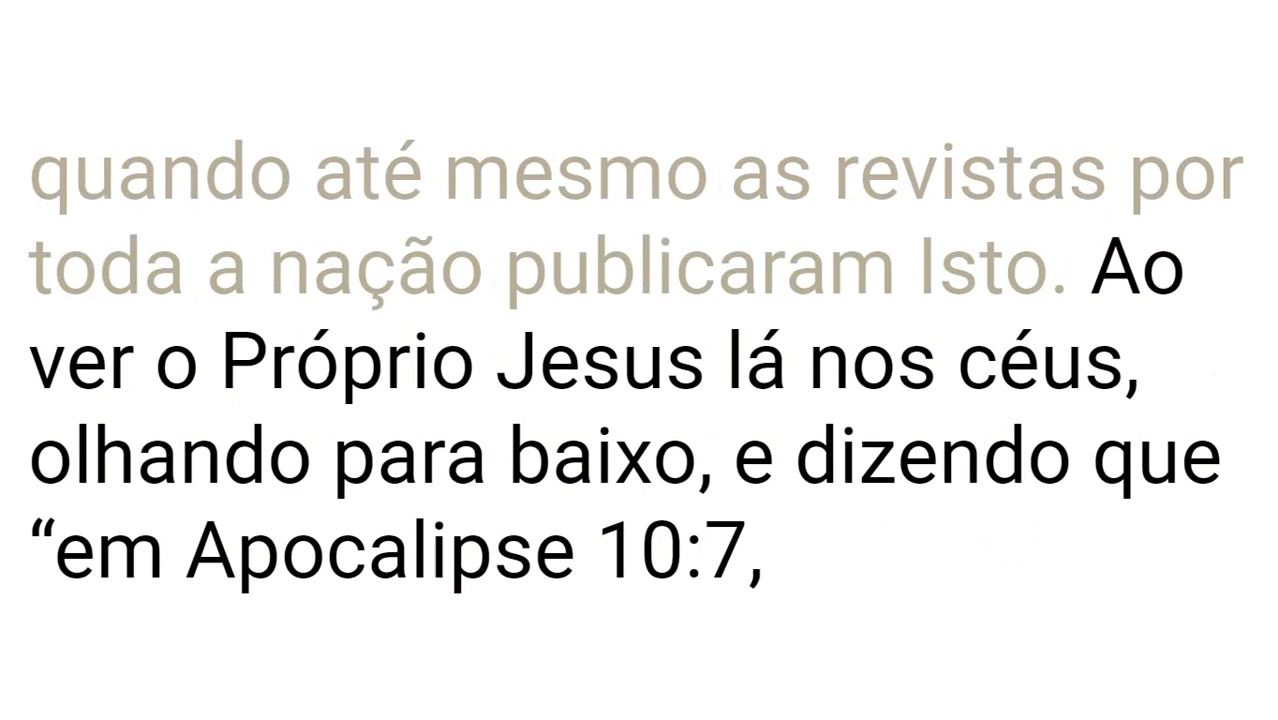 quando até mesmo as revistas por
toda a nação publicaram Isto. Ao
ver o Próprio Jesus lá nos céus,
olhando para baixo, e dizendo que
“em Apocalipse 10:7,